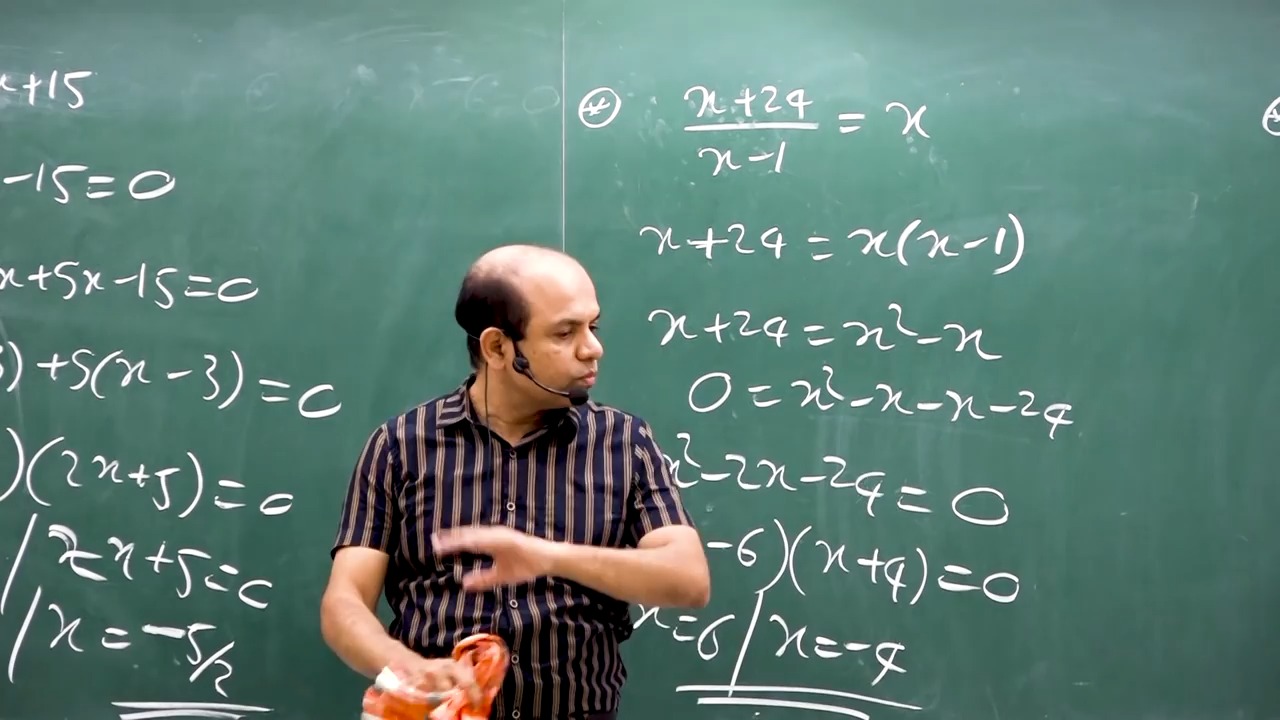 x+15
-15=0
x+5x-15=0
) +5(x-3)=0
)(2x+5)=0
/ 2x+5=0
/ x=-5/2
(*) (x+24)/(x-1) = x
x+24 = x(x-1)
x+24 = x²-x
0 = x²-x-x-24
x²-2x-24=0
-6)(x+4)=0
x=6 / x=-4